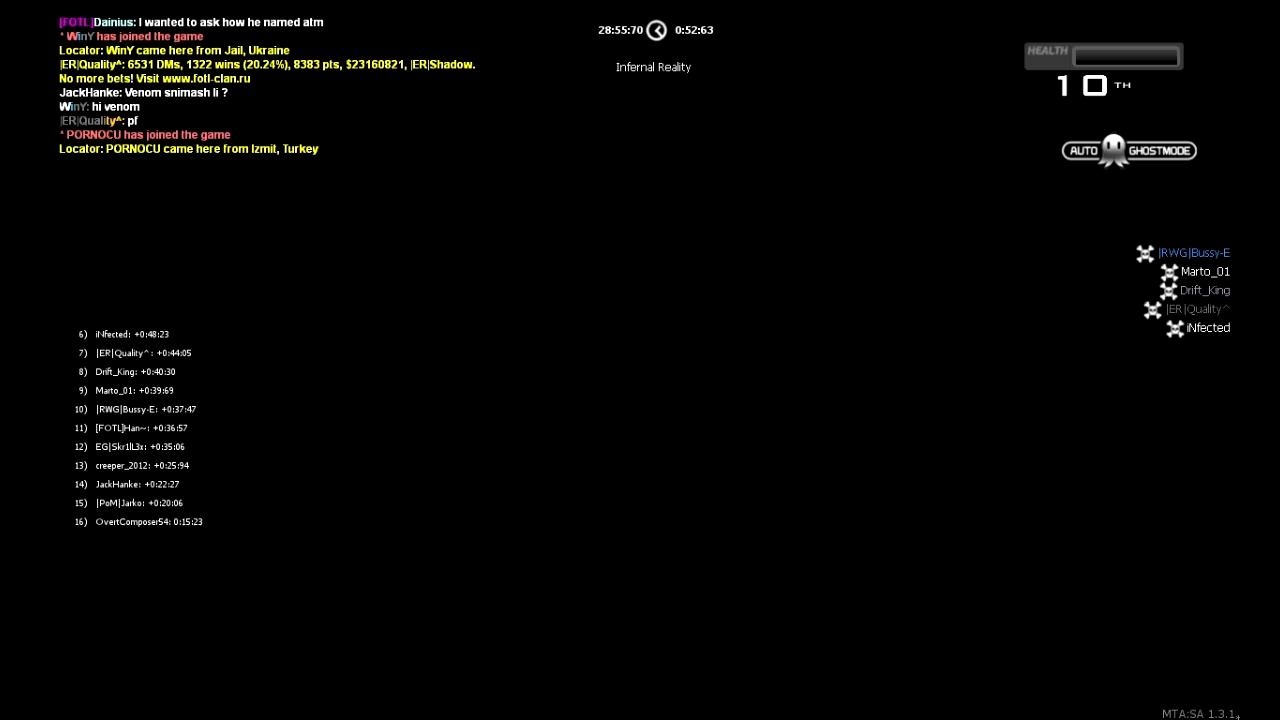 [FOTL]Dainius: I wanted to ask how he named atm
* WinY has joined the game
Locator: WinY came here from Jail, Ukraine
|ER|Quality^: 6531 DMs, 1322 wins (20.24%), 8383 pts, $23160821, |ER|Shadow.
No more bets! Visit www.fotl-clan.ru
JackHanke: Venom snimash li ?
WinY: hi venom
|ER|Quality^: pf
* PORNOCU has joined the game
Locator: PORNOCU came here from Izmit, Turkey
28:55:70 0:52:63
Infernal Reality
HEALTH
10 TH
AUTO GHOSTMODE
|RWG|Bussy-E
Marto_01
Drift_King
|ER|Quality^
iNfected
6) iNfected: +0:48:23
7) |ER|Quality^: +0:44:05
8) Drift_King: +0:40:30
9) Marto_01: +0:39:69
10) |RWG|Bussy-E: +0:37:47
11) [FOTL]Han~: +0:36:57
12) EG|Skr1lL3x: +0:35:06
13) creeper_2012: +0:25:94
14) JackHanke: +0:22:27
15) |PoM|Jarko: +0:20:06
16) OvertComposer54: 0:15:23
MTA:SA 1.3.1